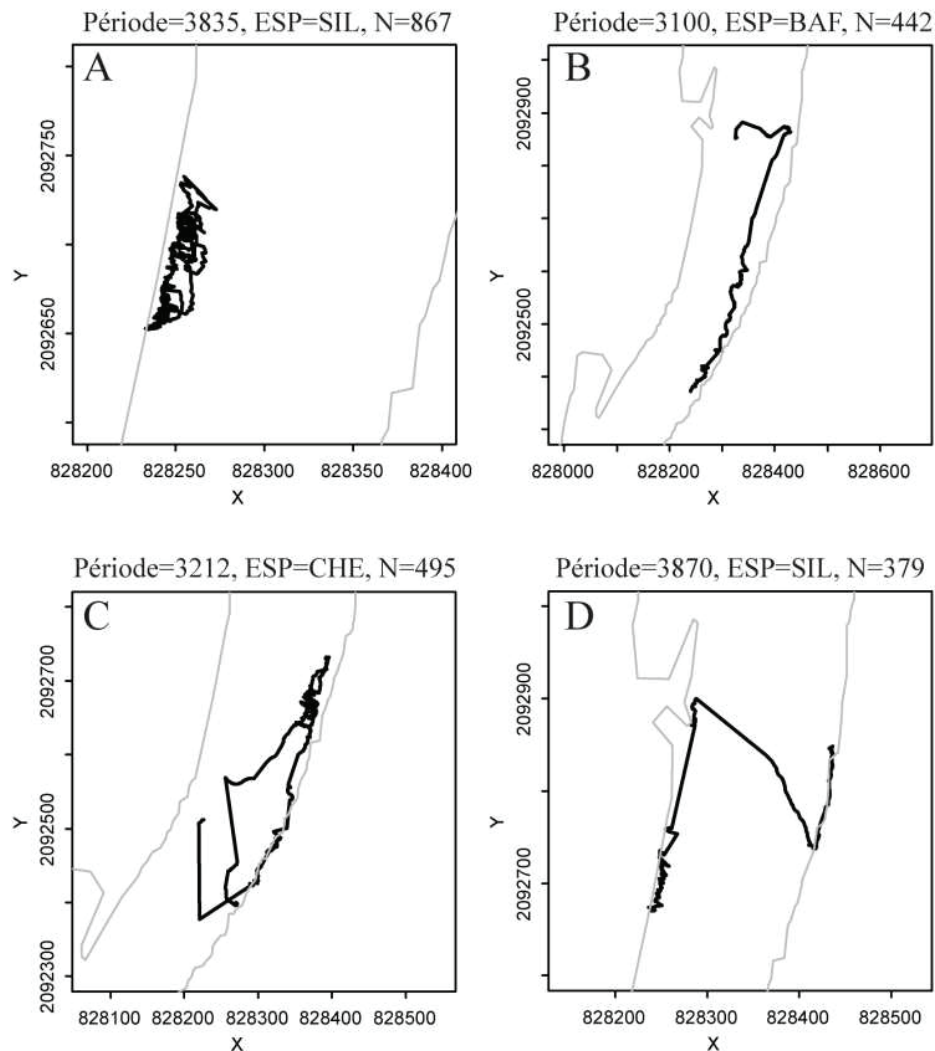 Période=3835, ESP=SIL, N=867
A
2092750
2092650
Y
828200 828250 828300 828350 828400
X
Période=3100, ESP=BAF, N=442
B
2092900
2092500
Y
828000 828200 828400 828600
X
Période=3212, ESP=CHE, N=495
C
2092700
2092500
2092300
Y
828100 828200 828300 828400 828500
X
Période=3870, ESP=SIL, N=379
D
2092900
2092700
Y
828200 828300 828400 828500
X